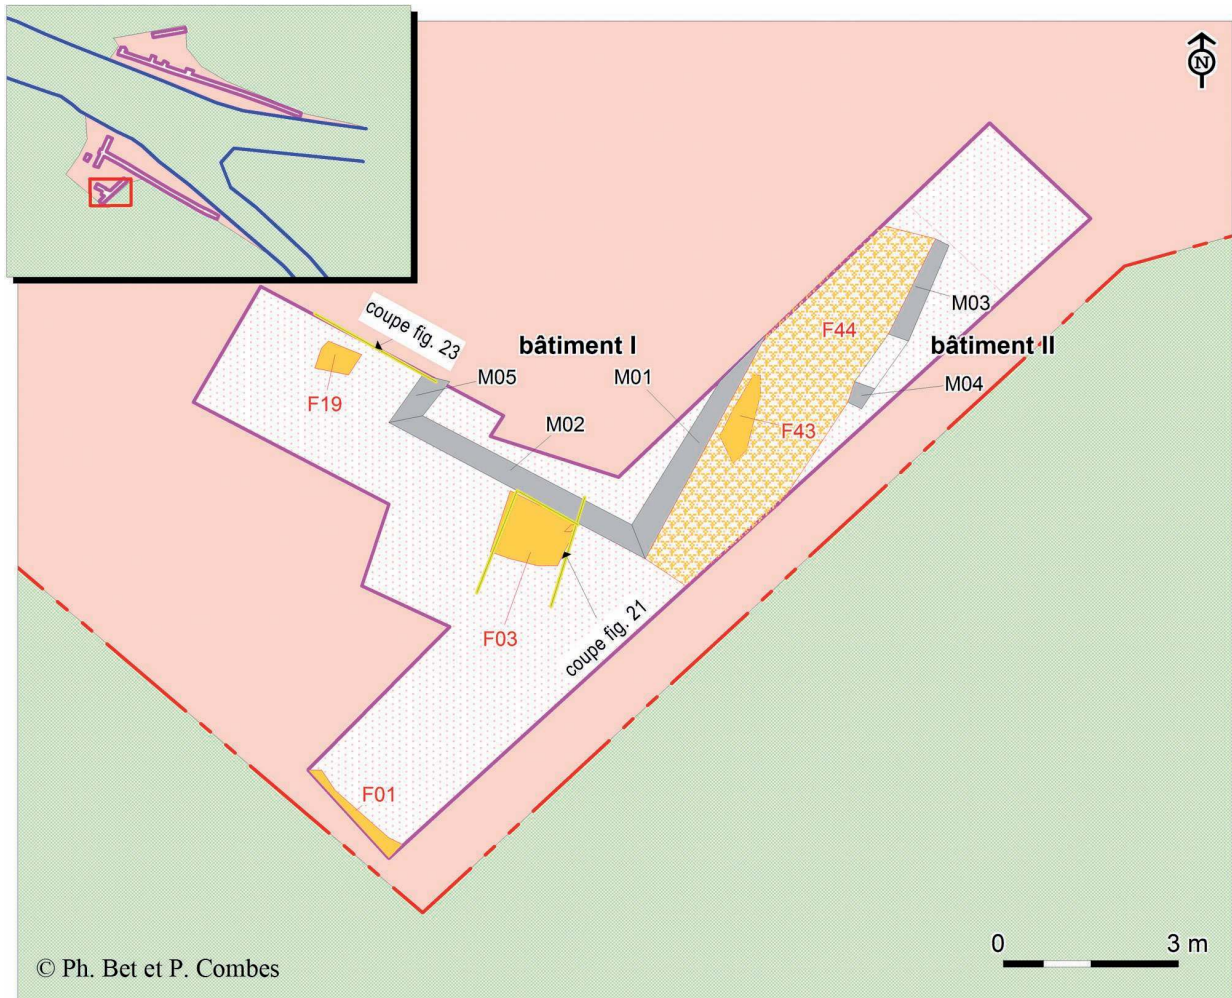 N
coupe fig. 23
bâtiment I
F44
M03
bâtiment II
M05
M01
M04
F19
M02
F43
F03
coupe fig. 21
F01
0 3 m
© Ph. Bet et P. Combes